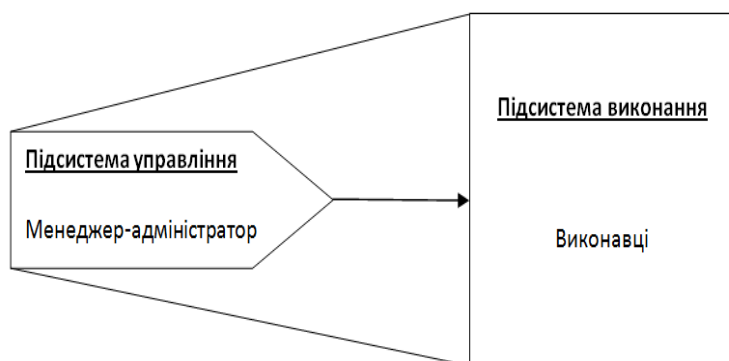 Підсистема управління
Менеджер-адміністратор
Підсистема виконання
Виконавці